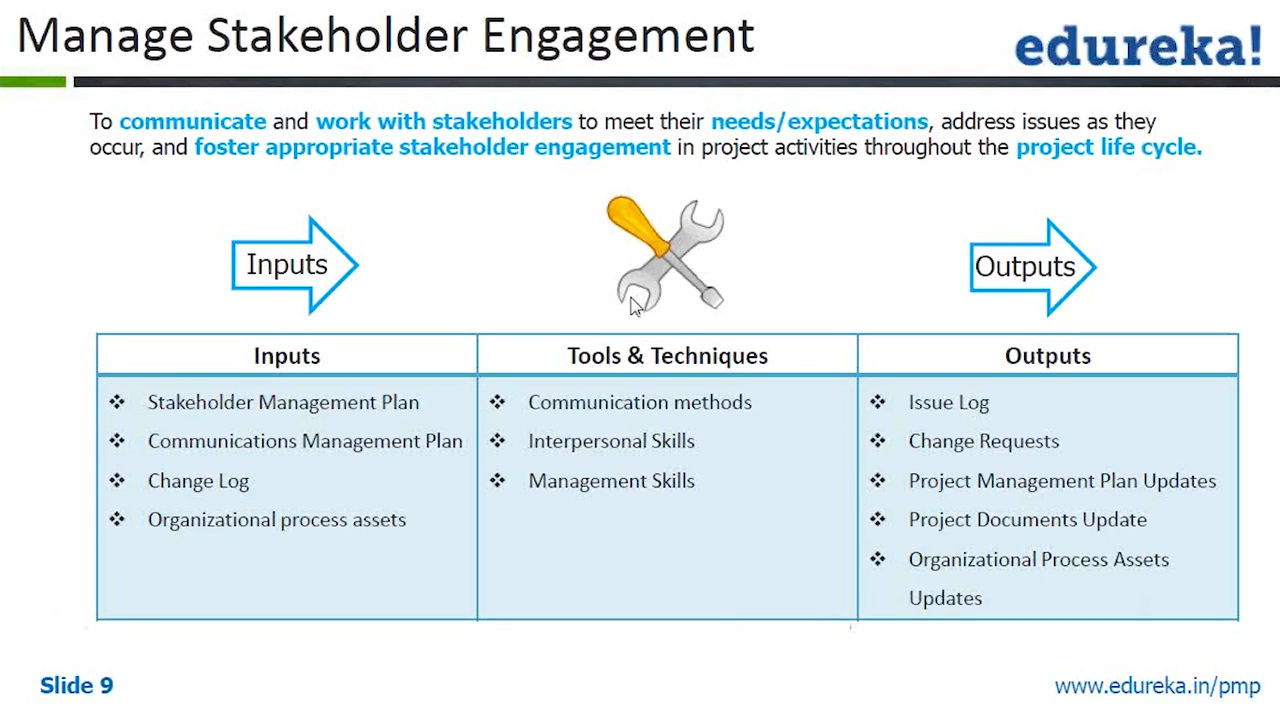 Manage Stakeholder Engagement
edureka!
To communicate and work with stakeholders to meet their needs/expectations, address issues as they
occur, and foster appropriate stakeholder engagement in project activities throughout the project life cycle.
Inputs
Outputs
Inputs
Tools & Techniques
Outputs
Stakeholder Management Plan
Communications Management Plan
Change Log
Organizational process assets
Communication methods
Interpersonal Skills
Management Skills
Issue Log
Change Requests
Project Management Plan Updates
Project Documents Update
Organizational Process Assets
Updates
Slide 9
www.edureka.in/pmp